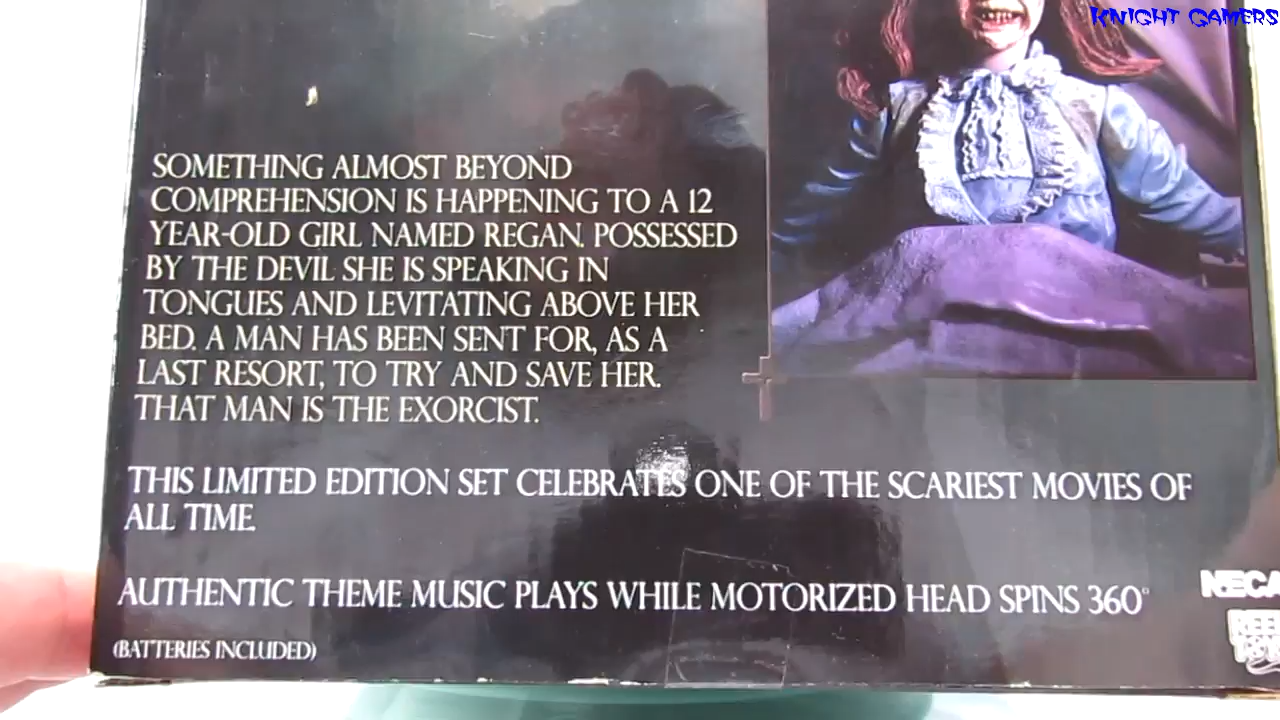 KNIGHT GAMERS
SOMETHING ALMOST BEYOND
COMPREHENSION IS HAPPENING TO A 12
YEAR-OLD GIRL NAMED REGAN. POSSESSED
BY THE DEVIL SHE IS SPEAKING IN
TONGUES AND LEVITATING ABOVE HER
BED. A MAN HAS BEEN SENT FOR, AS A
LAST RESORT, TO TRY AND SAVE HER.
THAT MAN IS THE EXORCIST.
THIS LIMITED EDITION SET CELEBRATES ONE OF THE SCARIEST MOVIES OF
ALL TIME.
AUTHENTIC THEME MUSIC PLAYS WHILE MOTORIZED HEAD SPINS 360°
(BATTERIES INCLUDED)
NECA